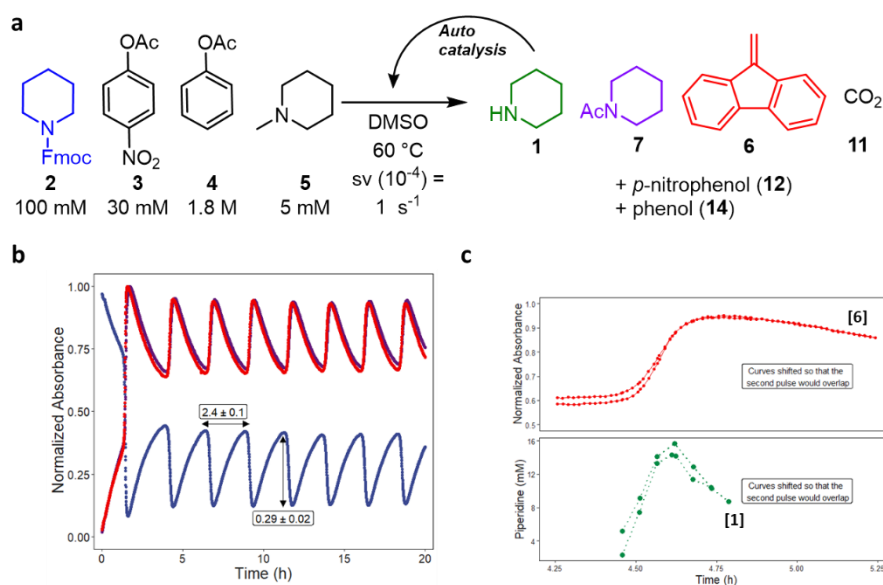 a
OAc
OAc
Auto
catalysis
N
Fmoc
NO₂
N
DMSO
60 °C
sv (10⁻⁴) =
1 s⁻¹
HN
AcN
CO₂
2
3
4
5
1
7
6
11
100 mM
30 mM
1.8 M
5 mM
+ p-nitrophenol (12)
+ phenol (14)
b
Normalized Absorbance
1.00
0.75
0.50
0.25
0.00
2.4 ± 0.1
0.29 ± 0.02
0
5
10
15
20
Time (h)
c
Normalized Absorbance
1.0
0.9
0.8
0.7
0.6
0.5
[6]
Curves shifted so that the
second pulse would overlap
Piperidine (mM)
16
12
8
4
Curves shifted so that the
second pulse would overlap
[1]
4.25
4.50
4.75
5.00
5.25
Time (h)